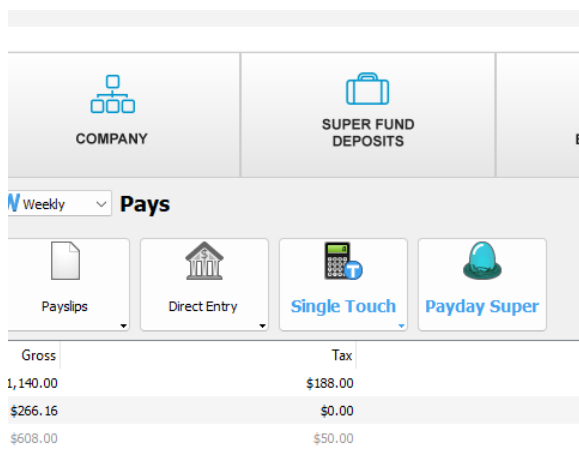 COMPANY
SUPER FUND
DEPOSITS
Weekly
Pays
Payslips
Direct Entry
Single Touch
Payday Super
Gross
Tax
1,140.00
$188.00
$266.16
$0.00
$608.00
$50.00